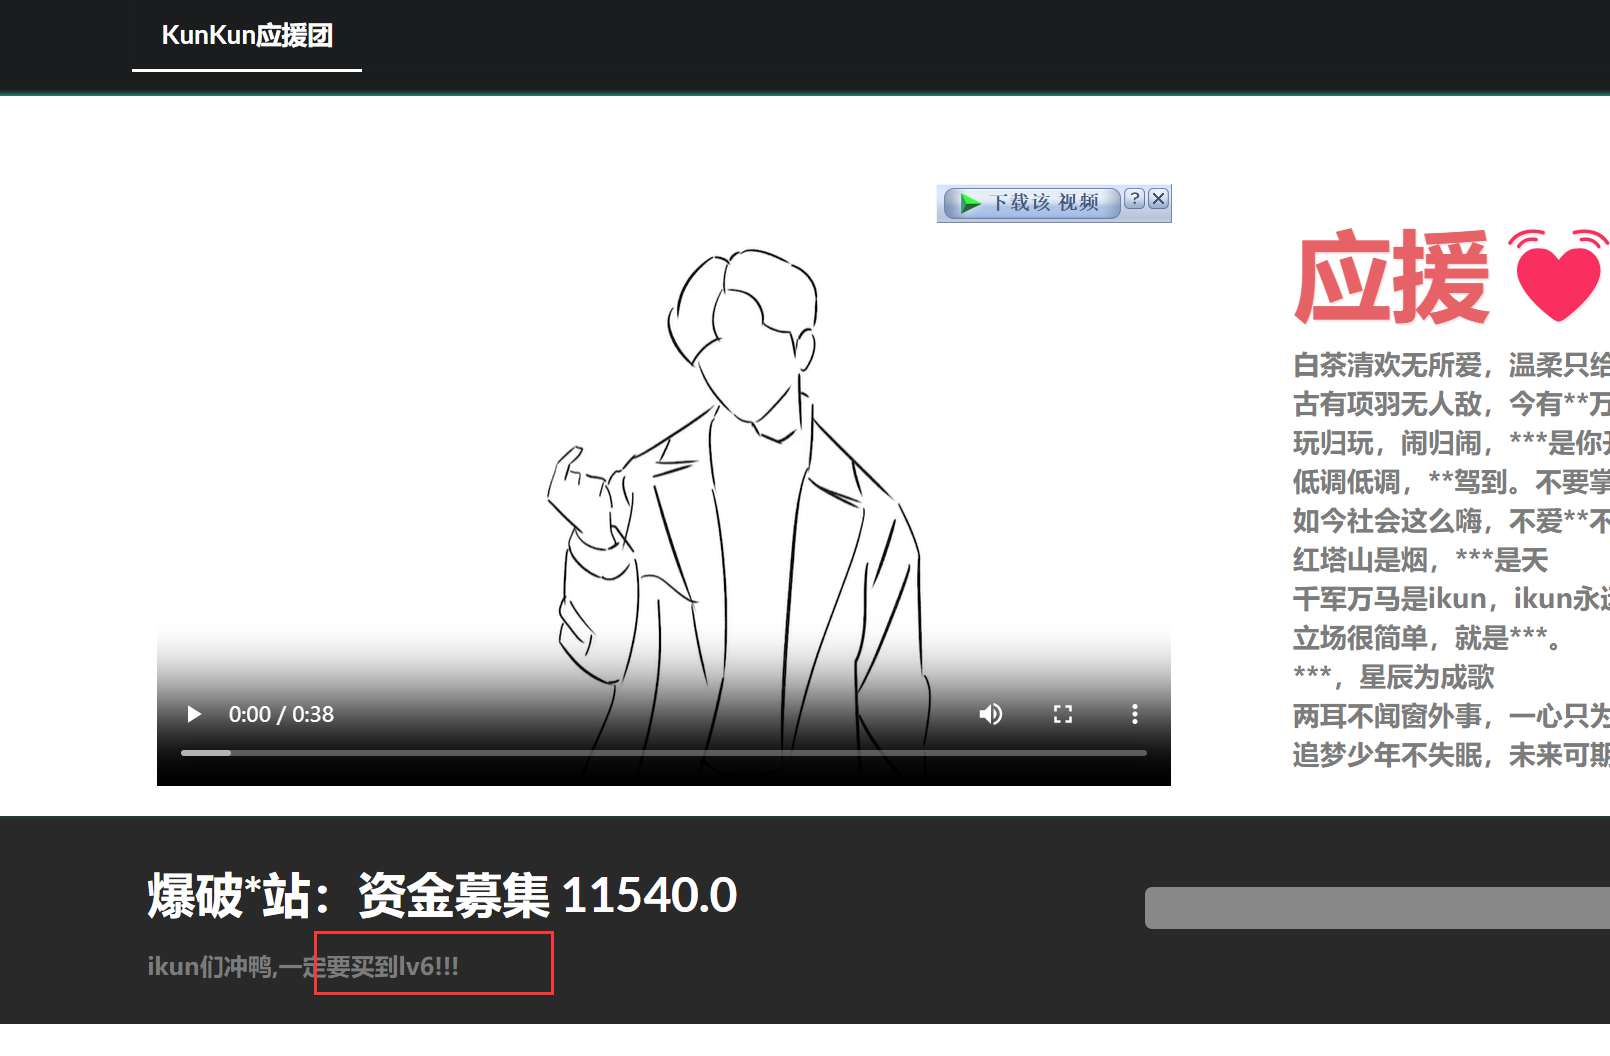 KunKun应援团
下载该 视频
?
应援💓
白茶清欢无所爱，温柔只给
古有项羽无人敌，今有**万
玩归玩，闹归闹，***是你
低调低调，**驾到。不要掌
如今社会这么嗨，不爱**不
红塔山是烟，***是天
千军万马是ikun，ikun永
立场很简单，就是***。
***，星辰为成歌
两耳不闻窗外事，一心只为
追梦少年不失眠，未来可期
0:00 / 0:38
爆破*站：资金募集 11540.0
ikun们冲鸭,一定要买到lv6!!!